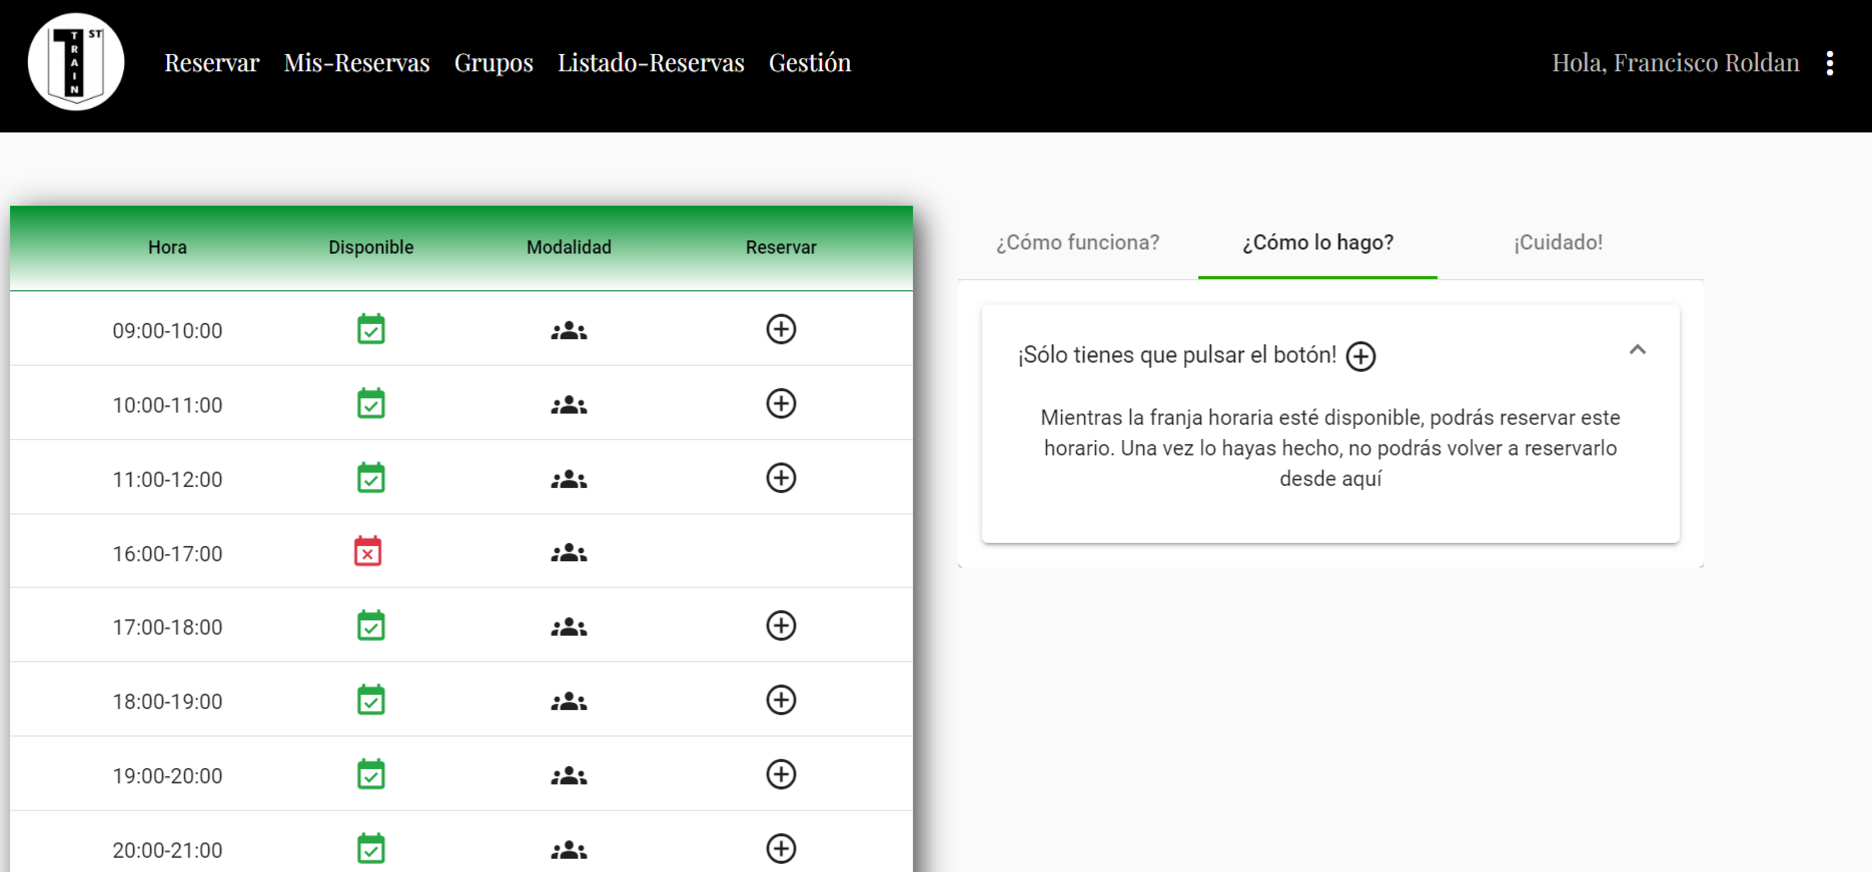 1 ST
TRAIN
Reservar Mis-Reservas Grupos Listado-Reservas Gestión
Hola, Francisco Roldan
Hora Disponible Modalidad Reservar
09:00-10:00
10:00-11:00
11:00-12:00
16:00-17:00
17:00-18:00
18:00-19:00
19:00-20:00
20:00-21:00
¿Cómo funciona? ¿Cómo lo hago? ¡Cuidado!
¡Sólo tienes que pulsar el botón!
Mientras la franja horaria esté disponible, podrás reservar este
horario. Una vez lo hayas hecho, no podrás volver a reservarlo
desde aquí